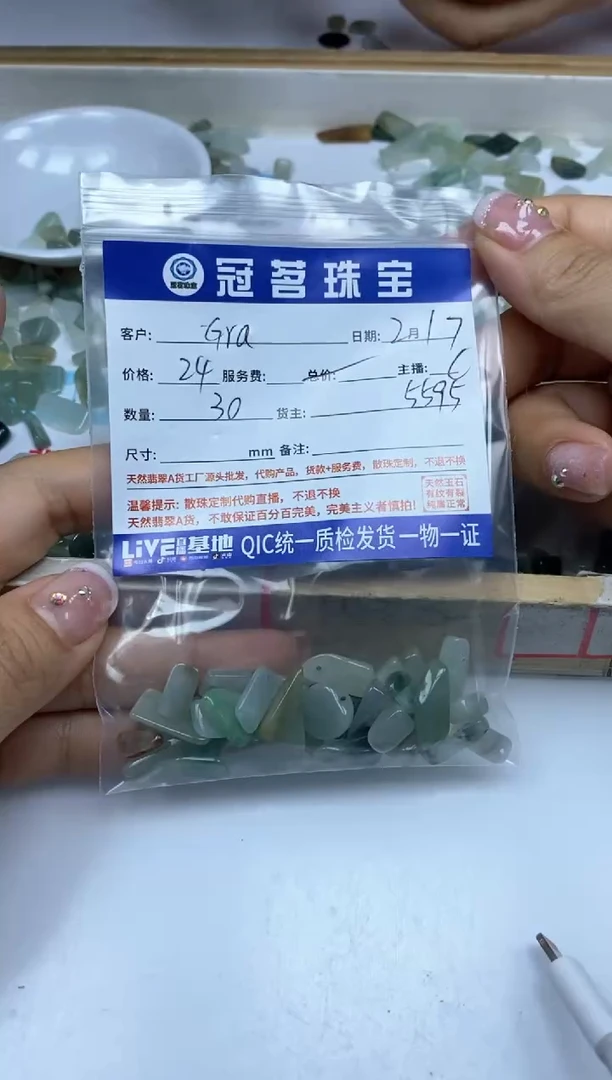 冠茗珠宝
客户: Gra 日期: 2月17
价格: 24 服务费: 总价: 主播: C
数量: 30 货主: 5595
尺寸: mm 备注:
天然翡翠A货工厂源头批发，代购产品，货款+服务费，散珠定制，不退不换
温馨提示: 散珠定制代购直播，不退不换
天然翡翠A货，不敢保证百分百完美，完美主义者慎拍!
天然玉石
有纹有裂
纯属正常
LiVE 基地 QIC统一质检发货 一物一证